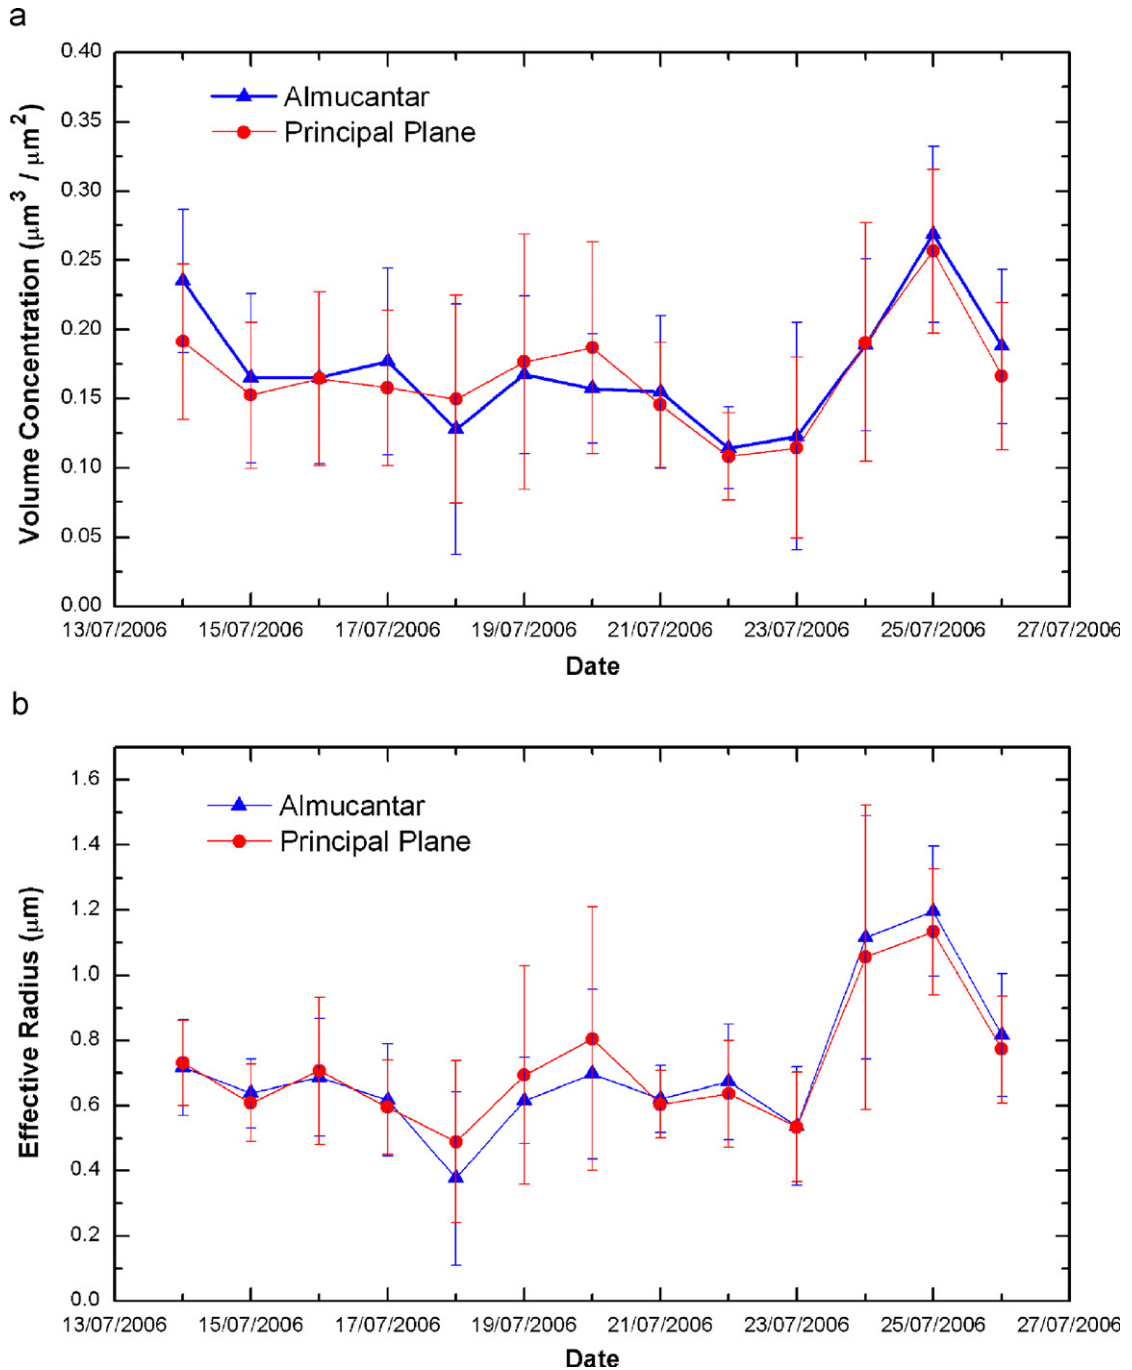 a
0.40
0.35
0.30
0.25
0.20
0.15
0.10
0.05
0.00
Volume Concentration (μm³ / μm²)
Almucantar
Principal Plane
13/07/2006 15/07/2006 17/07/2006 19/07/2006 21/07/2006 23/07/2006 25/07/2006 27/07/2006
Date
b
1.6
1.4
1.2
1.0
0.8
0.6
0.4
0.2
0.0
Effective Radius (μm)
Almucantar
Principal Plane
13/07/2006 15/07/2006 17/07/2006 19/07/2006 21/07/2006 23/07/2006 25/07/2006 27/07/2006
Date